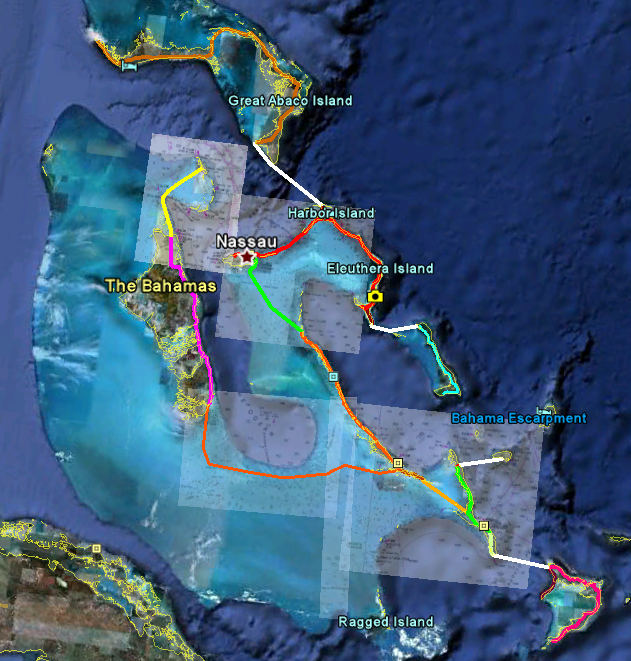 Great Abaco Island
Harbor Island
Nassau
Eleuthera Island
The Bahamas
Bahama Escarpment
Ragged Island